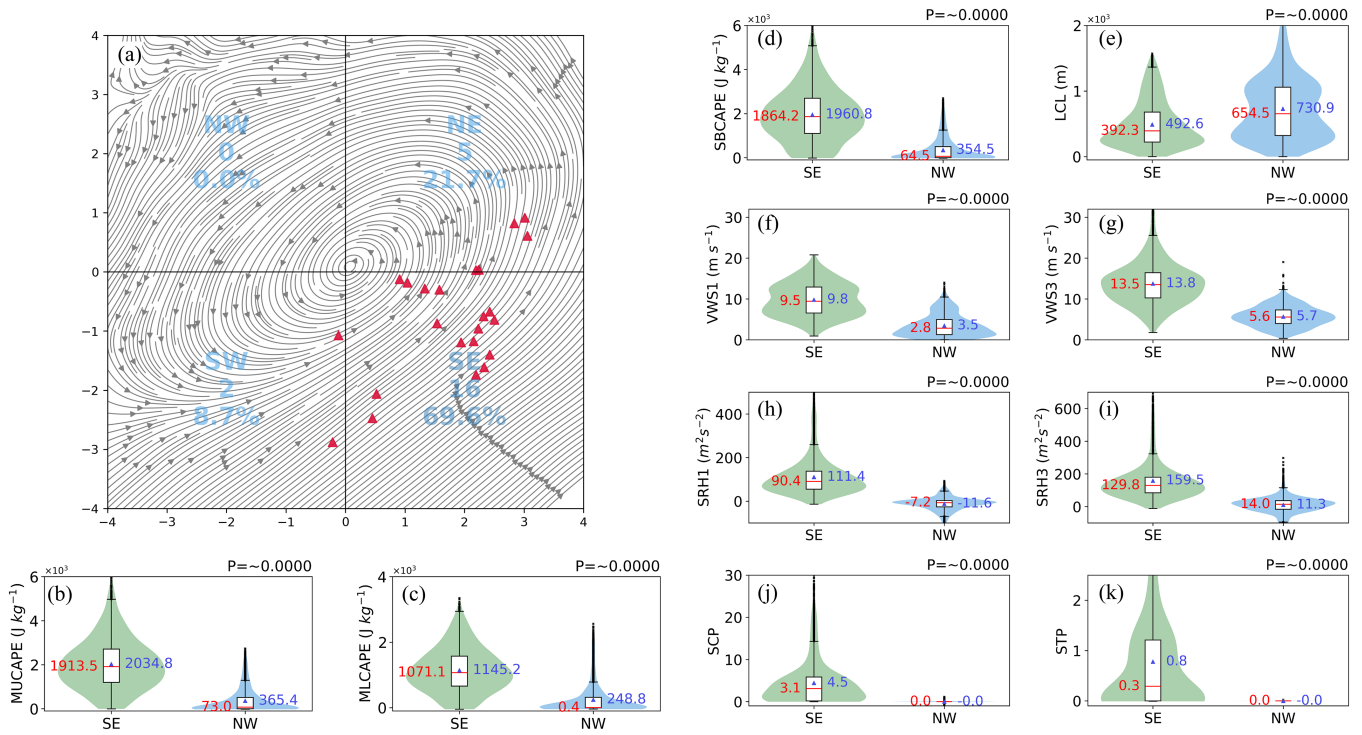 (a)
4
3
2
1
0
−1
−2
−3
−4
−4
−3
−2
−1
0
1
2
3
4
NW
0
0.0%
NE
5
21.7%
SW
2
8.7%
SE
16
69.6%
(d)
×10³
P=~0.0000
SBCAPE (J kg⁻¹)
6
4
2
0
1864.2
1960.8
64.5
354.5
SE
NW
(e)
×10³
P=~0.0000
LCL (m)
2
1
0
392.3
492.6
654.5
730.9
SE
NW
(f)
P=~0.0000
VWS1 (m s⁻¹)
30
20
10
0
9.5
9.8
2.8
3.5
SE
NW
(g)
P=~0.0000
VWS3 (m s⁻¹)
30
20
10
0
13.5
13.8
5.6
5.7
SE
NW
(h)
P=~0.0000
SRH1 (m²s⁻²)
400
200
0
90.4
111.4
-7.2
-11.6
SE
NW
(i)
P=~0.0000
SRH3 (m²s⁻²)
600
400
200
0
129.8
159.5
14.0
11.3
SE
NW
(b)
×10³
P=~0.0000
MUCAPE (J kg⁻¹)
6
4
2
0
1913.5
2034.8
73.0
365.4
SE
NW
(c)
×10³
P=~0.0000
MLCAPE (J kg⁻¹)
4
2
0
1071.1
1145.2
0.4
248.8
SE
NW
(j)
P=~0.0000
SCP
30
20
10
0
3.1
4.5
0.0
-0.0
SE
NW
(k)
P=~0.0000
STP
2
1
0
0.3
0.8
0.0
-0.0
SE
NW